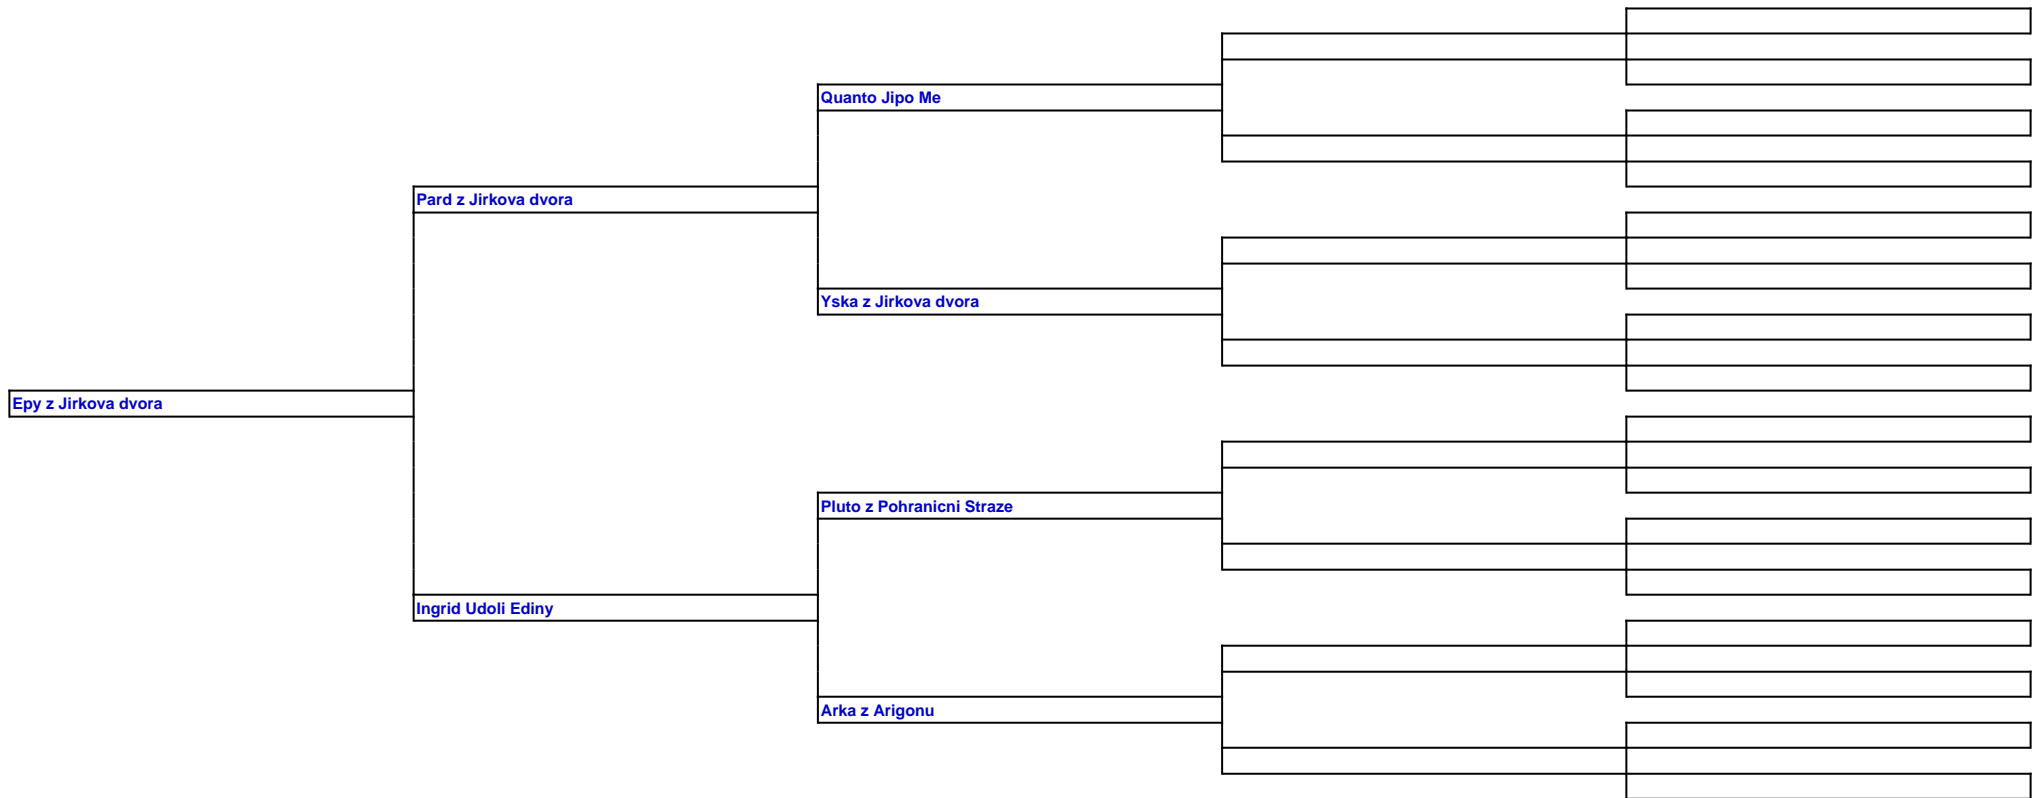 Quanto Jipo Me
Pard z Jirkova dvora
Yska z Jirkova dvora
Epy z Jirkova dvora
Pluto z Pohranicni Straze
Ingrid Udoli Ediny
Arka z Arigonu